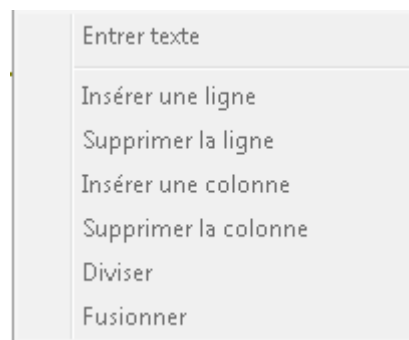 Entrer texte
Insérer une ligne
Supprimer la ligne
Insérer une colonne
Supprimer la colonne
Diviser
Fusionner